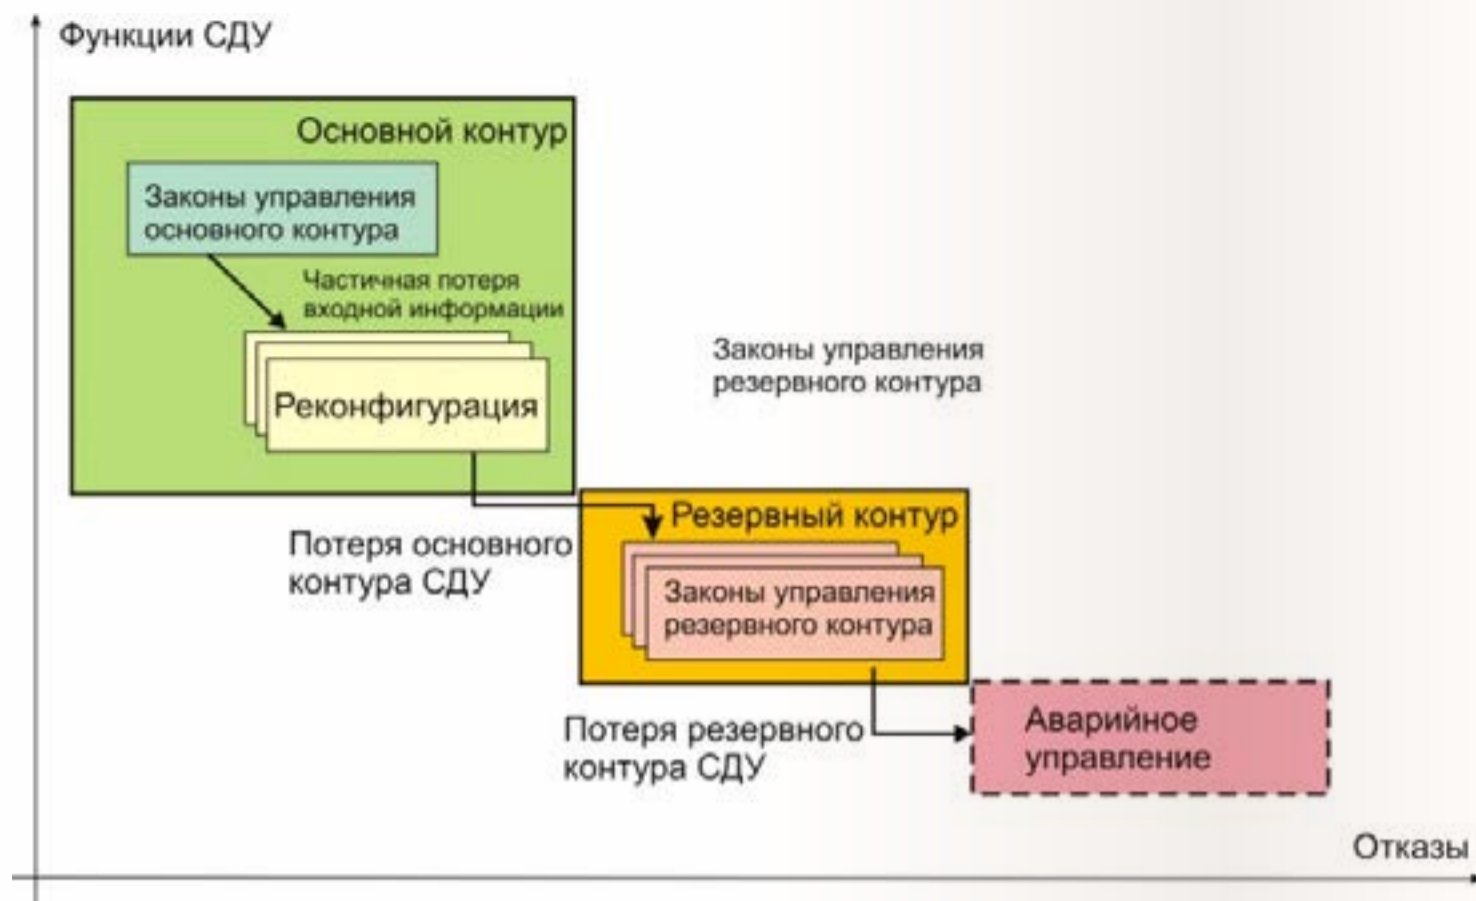 Функции СДУ
Основной контур
Законы управления
основного контура
Частичная потеря
входной информации
Реконфигурация
Законы управления
резервного контура
Резервный контур
Потеря основного
контура СДУ
Законы управления
резервного контура
Потеря резервного
контура СДУ
Аварийное
управление
Отказы